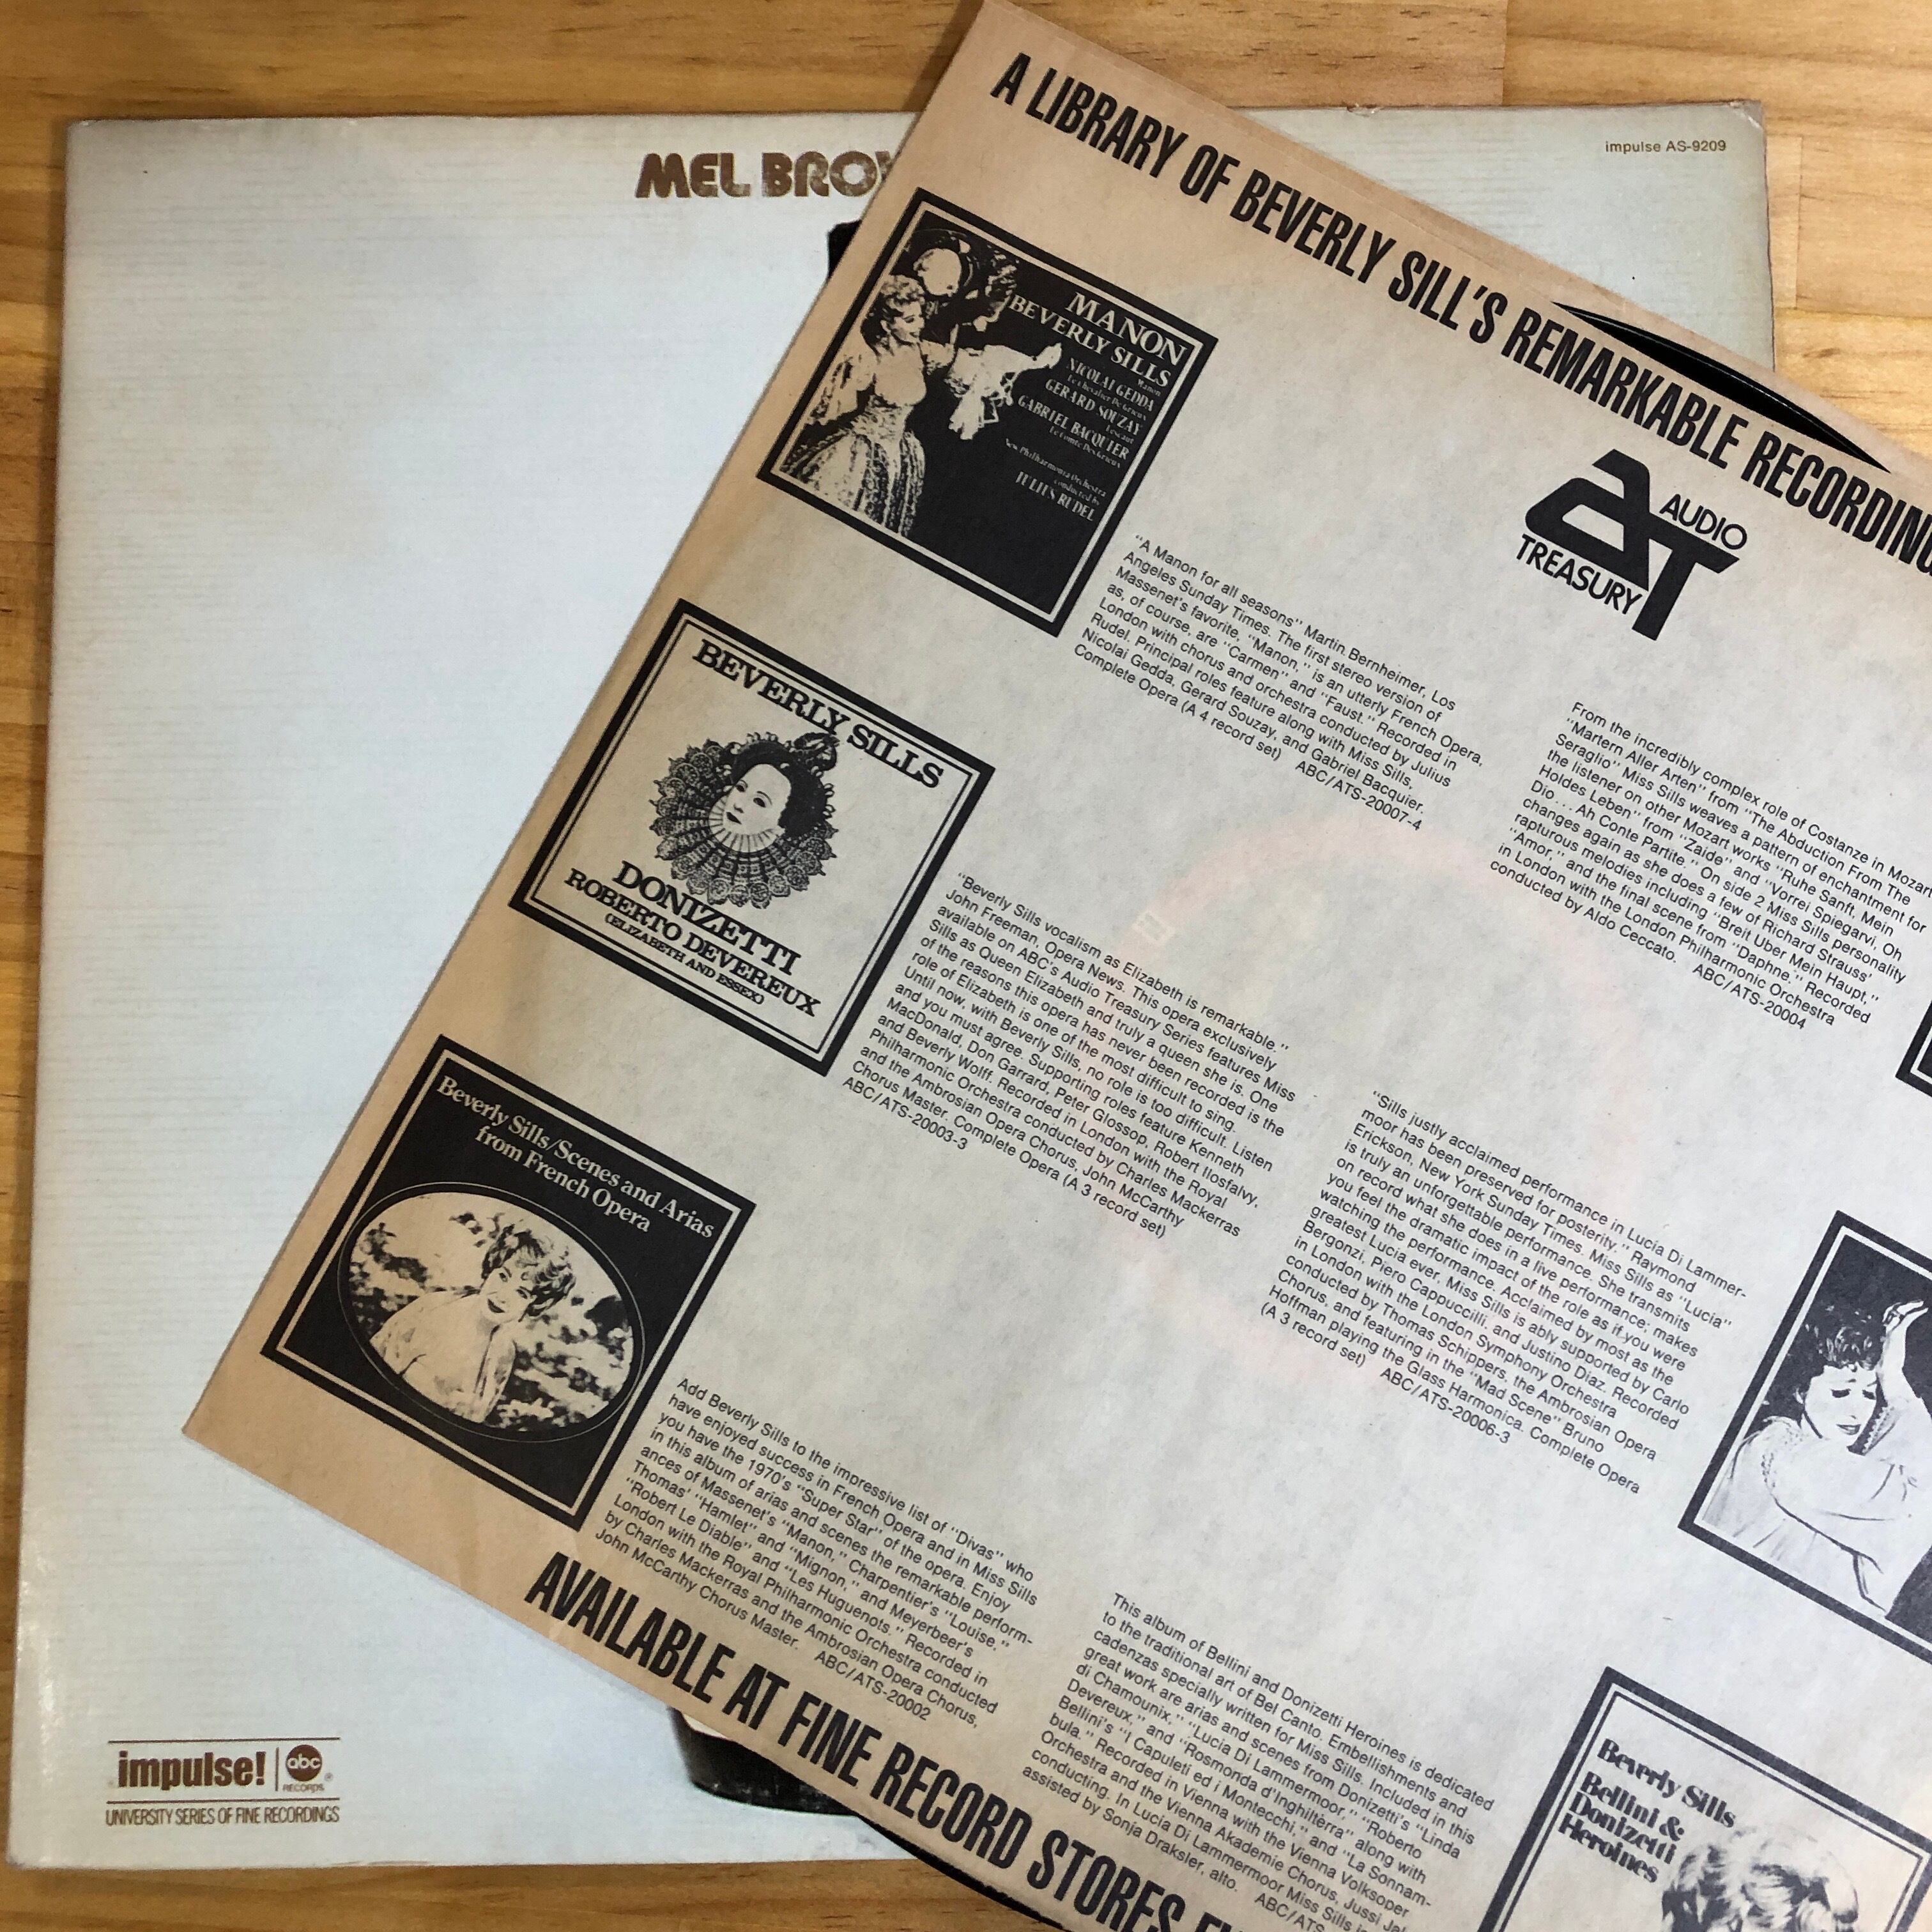 MEL BRO
impulse AS-9209
A LIBRARY OF BEVERLY SILL'S REMARKABLE RECORDIN
MANON
BEVERLY SILLS
Manon
NICOLAI GEDDA
Le Chevalier Des Grieux
GERARD SOUZAY
Lescaut
GABRIEL BACQUIER
Le Comte Des Grieux
New Philharmonia Orchestra
conducted by
JULIUS RUDEL
AUDIO
TREASURY
"A Manon for all seasons" Martin Bernheimer, Los
Angeles Sunday Times. The first stereo version of
Massenet's favorite, "Manon," is an utterly French Opera,
as, of course, are "Carmen" and "Faust." Recorded in
London with chorus and orchestra conducted by Julius
Rudel. Principal roles feature along with Miss Sills,
Nicolai Gedda, Gerard Souzay, and Gabriel Bacquier.
Complete Opera (A 4 record set) ABC/ATS-20007-4
From the incredibly complex role of Costanze in Mozart
"Martern Aller Arten" from "The Abduction From The
Seraglio" Miss Sills weaves a pattern of enchantment for
the listener on other Mozart works "Ruhe Sanft, Mein
Holdes Leben" from "Zaide" and "Vorrei Spiegarvi, Oh
Dio . . . Ah Conte Partite." On side 2 Miss Sills personality
changes again as she does a few of Richard Strauss'
rapturous melodies including "Breit Uber Mein Haupt,"
"Amor," and the final scene from "Daphne." Recorded
in London with the London Philharmonic Orchestra
conducted by Aldo Ceccato. ABC/ATS-20004
BEVERLY SILLS
DONIZETTI
ROBERTO DEVEREUX
(ELIZABETH AND ESSEX)
"Beverly Sills vocalism as Elizabeth is remarkable."
John Freeman, Opera News. This opera exclusively
available on ABC's Audio Treasury Series features Miss
Sills as Queen Elizabeth and truly a queen she is. One
of the reasons this opera has never been recorded is the
role of Elizabeth is one of the most difficult to sing.
Until now, with Beverly Sills, no role is too difficult. Listen
and you must agree. Supporting roles feature Kenneth
MacDonald, Don Garrard, Peter Glossop, Robert Ilosfalvy,
and Beverly Wolff. Recorded in London with the Royal
Philharmonic Orchestra conducted by Charles Mackerras
and the Ambrosian Opera Chorus, John McCarthy
Chorus Master. Complete Opera (A 3 record set)
ABC/ATS-20003-3
"Sills justly acclaimed performance in Lucia Di Lammer-
moor has been preserved for posterity." Raymond
Erickson, New York Sunday Times. Miss Sills as "Lucia"
is truly an unforgettable performance. She transmits
on record what she does in a live performance; makes
you feel the dramatic impact of the role as if you were
watching the performance. Acclaimed by most as the
greatest Lucia ever, Miss Sills is ably supported by Carlo
Bergonzi, Piero Cappuccilli, and Justino Diaz. Recorded
in London with the London Symphony Orchestra
conducted by Thomas Schippers, the Ambrosian Opera
Chorus, and featuring in the "Mad Scene" Bruno
Hoffman playing the Glass Harmonica. Complete Opera
(A 3 record set) ABC/ATS-20006-3
Beverly Sills/Scenes and Arias
from French Opera
Add Beverly Sills to the impressive list of "Divas" who
have enjoyed success in French Opera and in Miss Sills
you have the 1970's "Super Star" of the opera. Enjoy
in this album of arias and scenes the remarkable perform-
ances of Massenet's "Manon," Charpentier's "Louise,"
Thomas' "Hamlet" and "Mignon," and Meyerbeer's
"Robert Le Diable" and "Les Huguenots." Recorded in
London with the Royal Philharmonic Orchestra conducted
by Charles Mackerras and the Ambrosian Opera Chorus,
John McCarthy Chorus Master. ABC/ATS-20002
This album of Bellini and Donizetti Heroines is dedicated
to the traditional art of Bel Canto. Embellishments and
cadenzas specially written for Miss Sills. Included in this
great work are arias and scenes from Donizetti's "Linda
di Chamounix," "Lucia Di Lammermoor," "Roberto
Devereux," and "Rosmonda d'Inghiltèrra" along with
Bellini's "I Capuleti ed i Montecchi," and "La Sonnam-
bula." Recorded in Vienna with the Vienna Volksoper
Orchestra and the Vienna Akademie Chorus, Jussi Jal
conducting. In Lucia Di Lammermoor Miss Sills i
assisted by Sonja Draksler, alto. ABC/ATS
Beverly Sills
Bellini &
Donizetti
Heroines
AVAILABLE AT FINE RECORD STORES
impulse! abc
RECORDS
UNIVERSITY SERIES OF FINE RECORDINGS